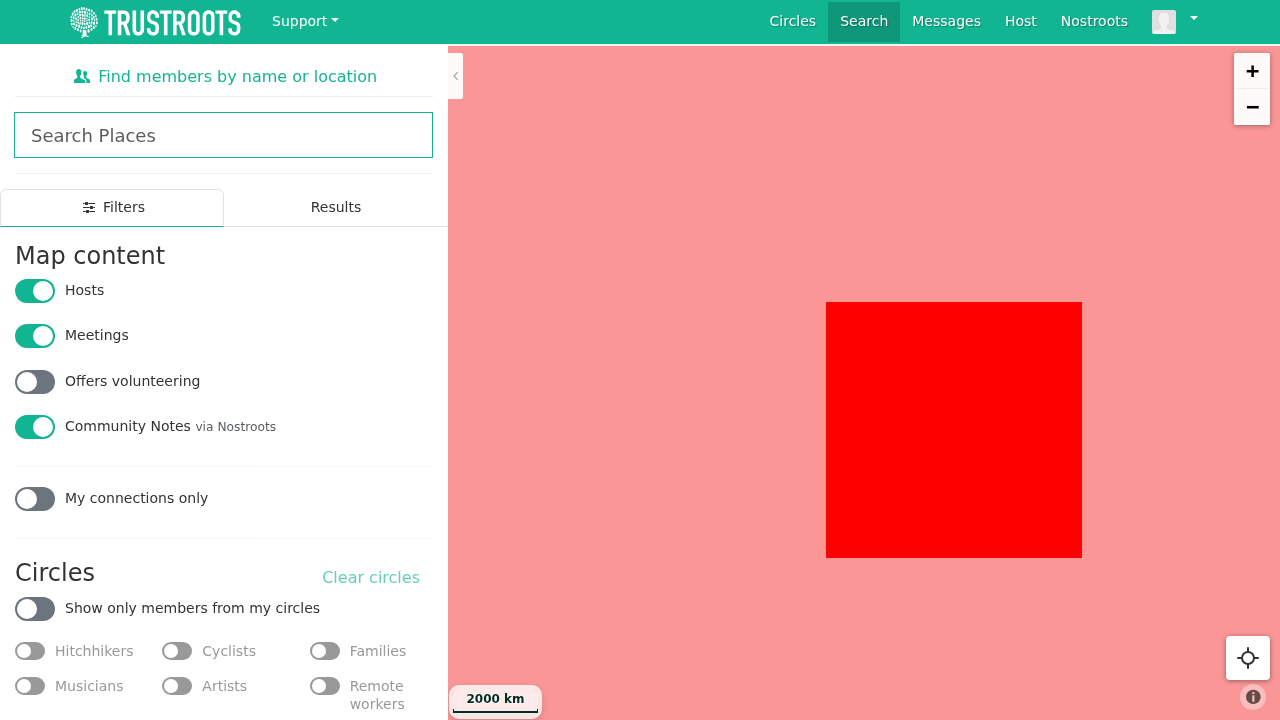 TRUSTROOTS
Support
Circles
Search
Messages
Host
Nostroots
Find members by name or location
Search Places
Filters
Results
Map content
Hosts
Meetings
Offers volunteering
Community Notes via Nostroots
My connections only
Circles
Clear circles
Show only members from my circles
Hitchhikers
Cyclists
Families
Musicians
Artists
Remote
workers
+
−
2000 km